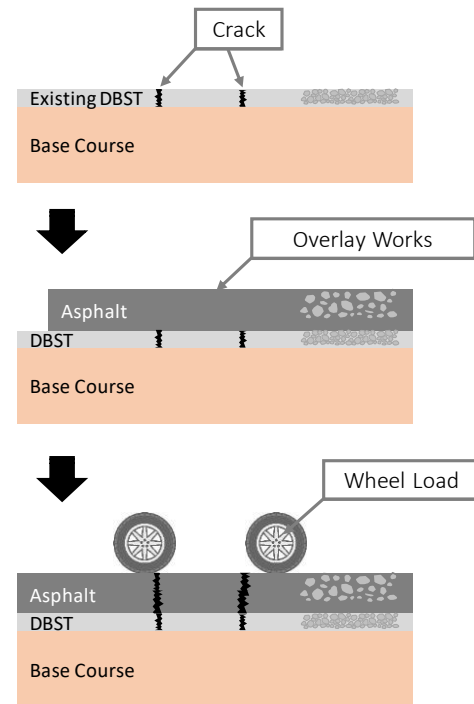 Crack
Existing DBST
Base Course
Overlay Works
Asphalt
DBST
Base Course
Wheel Load
Asphalt
DBST
Base Course